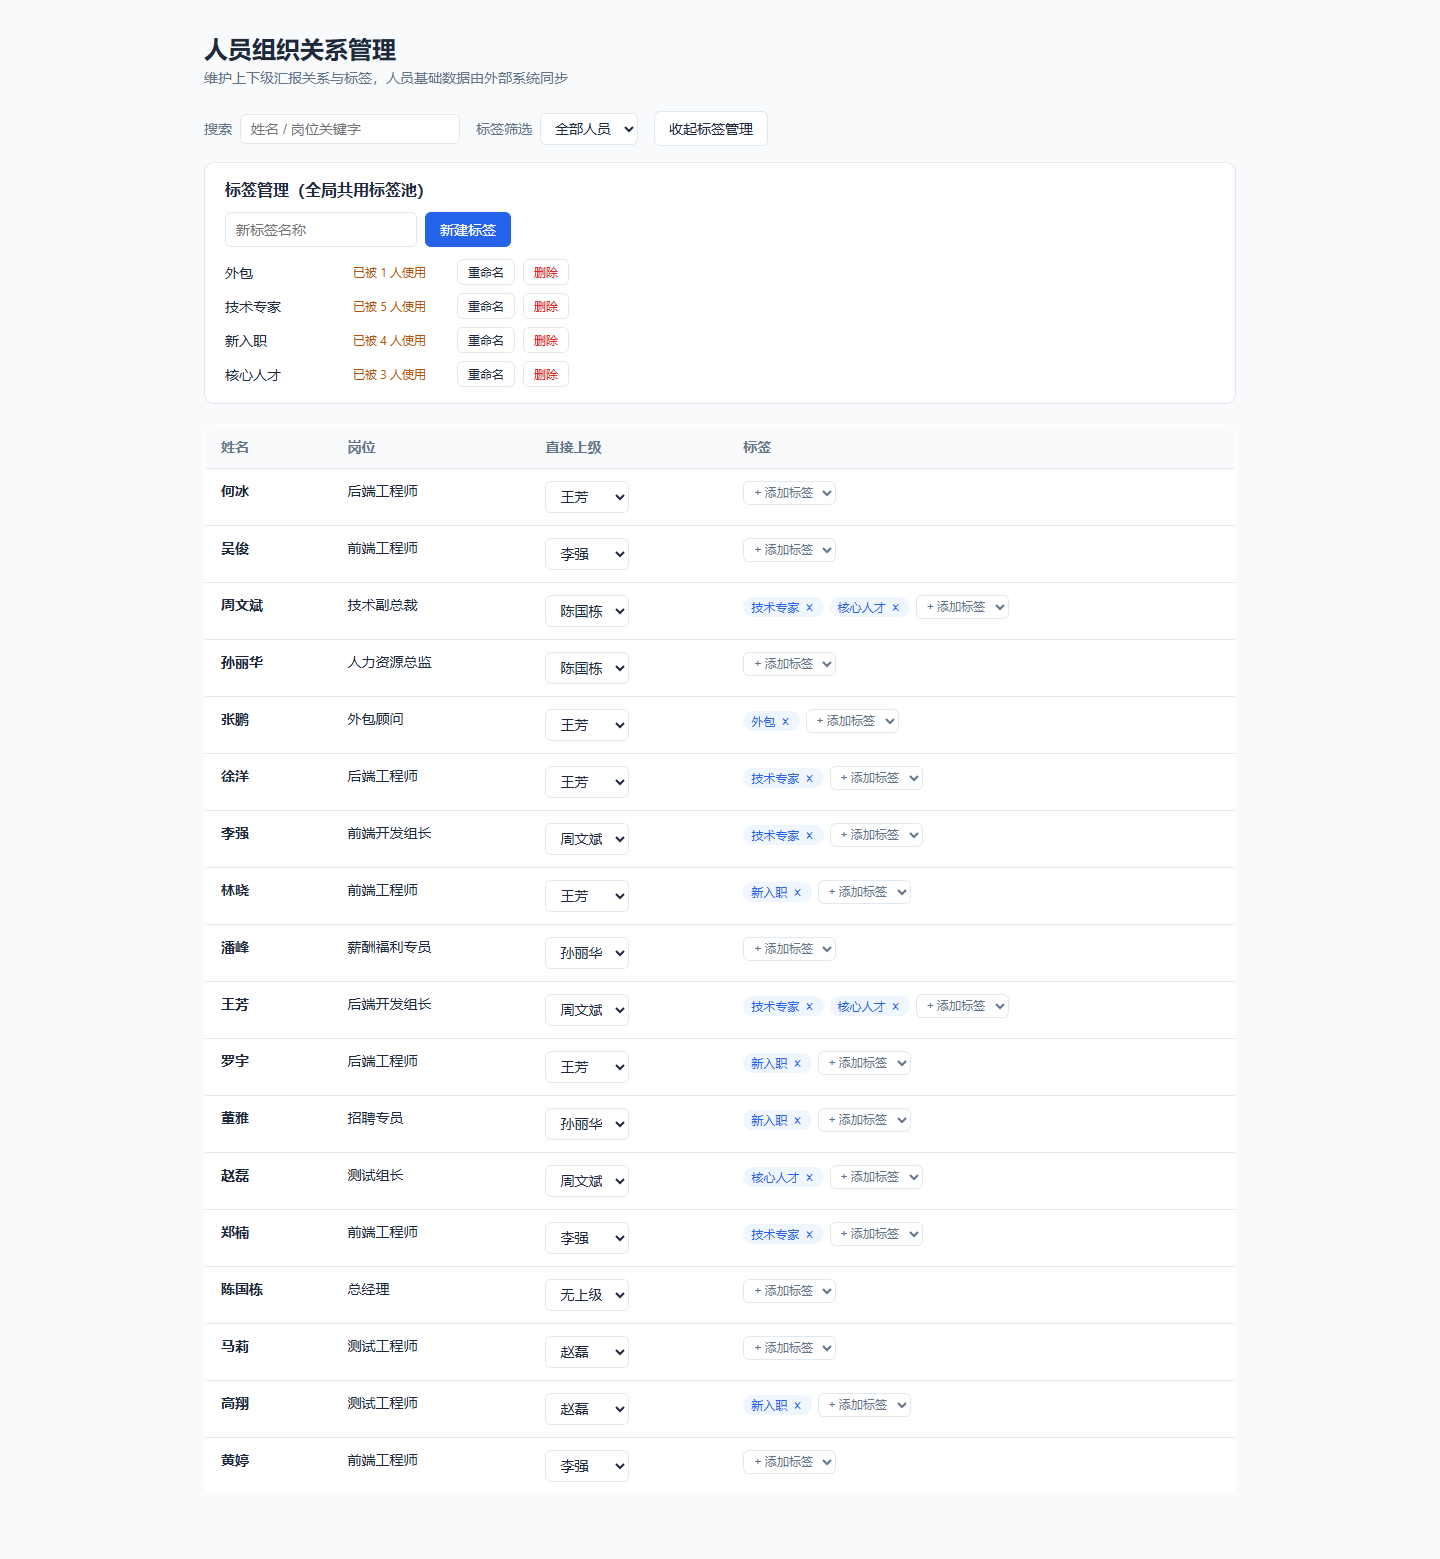 人员组织关系管理
维护上下级汇报关系与标签，人员基础数据由外部系统同步
搜索 姓名 / 岗位关键字 标签筛选 全部人员 收起标签管理
标签管理（全局共用标签池）
新标签名称 新建标签
外包 已被 1 人使用 重命名 删除
技术专家 已被 5 人使用 重命名 删除
新入职 已被 4 人使用 重命名 删除
核心人才 已被 3 人使用 重命名 删除
姓名 岗位 直接上级 标签
何冰 后端工程师 王芳 + 添加标签
吴俊 前端工程师 李强 + 添加标签
周文斌 技术副总裁 陈国栋 技术专家 × 核心人才 × + 添加标签
孙丽华 人力资源总监 陈国栋 + 添加标签
张鹏 外包顾问 王芳 外包 × + 添加标签
徐洋 后端工程师 王芳 技术专家 × + 添加标签
李强 前端开发组长 周文斌 技术专家 × + 添加标签
林晓 前端工程师 王芳 新入职 × + 添加标签
潘峰 薪酬福利专员 孙丽华 + 添加标签
王芳 后端开发组长 周文斌 技术专家 × 核心人才 × + 添加标签
罗宇 后端工程师 王芳 新入职 × + 添加标签
董雅 招聘专员 孙丽华 新入职 × + 添加标签
赵磊 测试组长 周文斌 核心人才 × + 添加标签
郑楠 前端工程师 李强 技术专家 × + 添加标签
陈国栋 总经理 无上级 + 添加标签
马莉 测试工程师 赵磊 + 添加标签
高翔 测试工程师 赵磊 新入职 × + 添加标签
黄婷 前端工程师 李强 + 添加标签